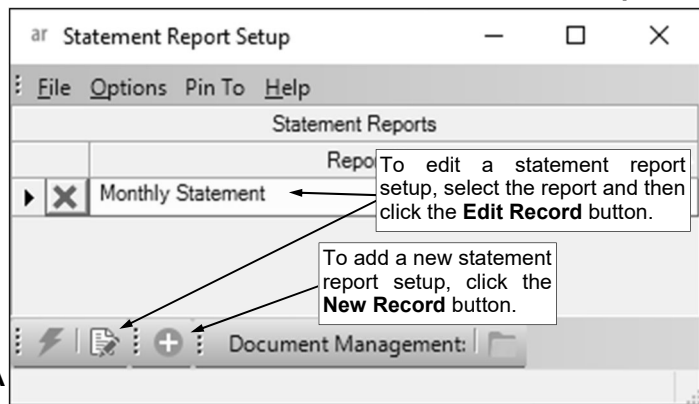 ar Statement Report Setup
File Options Pin To Help
Statement Reports
Repo
Monthly Statement
To edit a statement report
setup, select the report and then
click the Edit Record button.
To add a new statement
report setup, click the
New Record button.
Document Management: